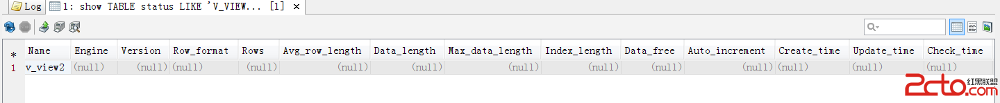 Log 1: show TABLE status LIKE 'V_VIEW... [1] ×
* Name Engine Version Row_format Rows Avg_row_length Data_length Max_data_length Index_length Data_free Auto_increment Create_time Update_time Check_time
1 v_view2 (null) (null) (null) (null) (null) (null) (null) (null) (null) (null) (null) (null) (null)
2cto 红黑联盟
.com